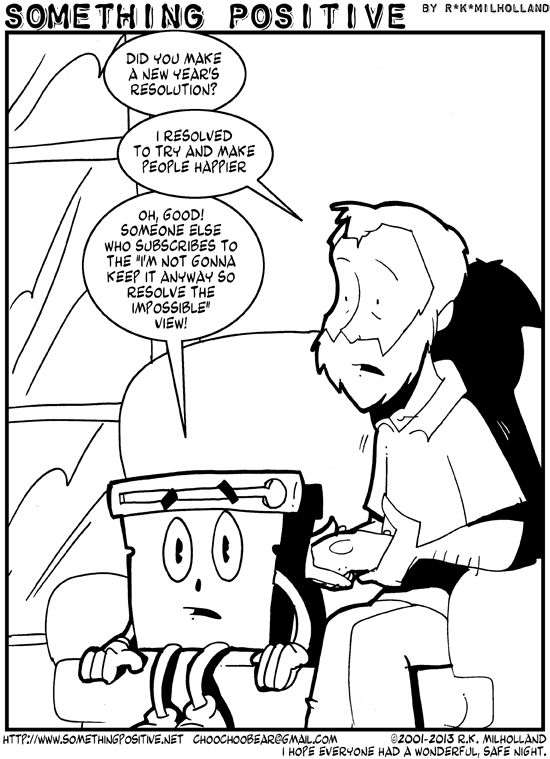 SOMETHING POSITIVE BY R*K*MILHOLLAND
DID YOU MAKE
A NEW YEAR'S
RESOLUTION?
I RESOLVED
TO TRY AND MAKE
PEOPLE HAPPIER
OH, GOOD!
SOMEONE ELSE
WHO SUBSCRIBES TO
THE "I'M NOT GONNA
KEEP IT ANYWAY SO
RESOLVE THE
IMPOSSIBLE"
VIEW!
HTTP://WWW.SOMETHINGPOSITIVE.NET CHOOCHOOBEAR@GMAIL.COM ©2001-2013 R.K. MILHOLLAND
I HOPE EVERYONE HAD A WONDERFUL, SAFE NIGHT.